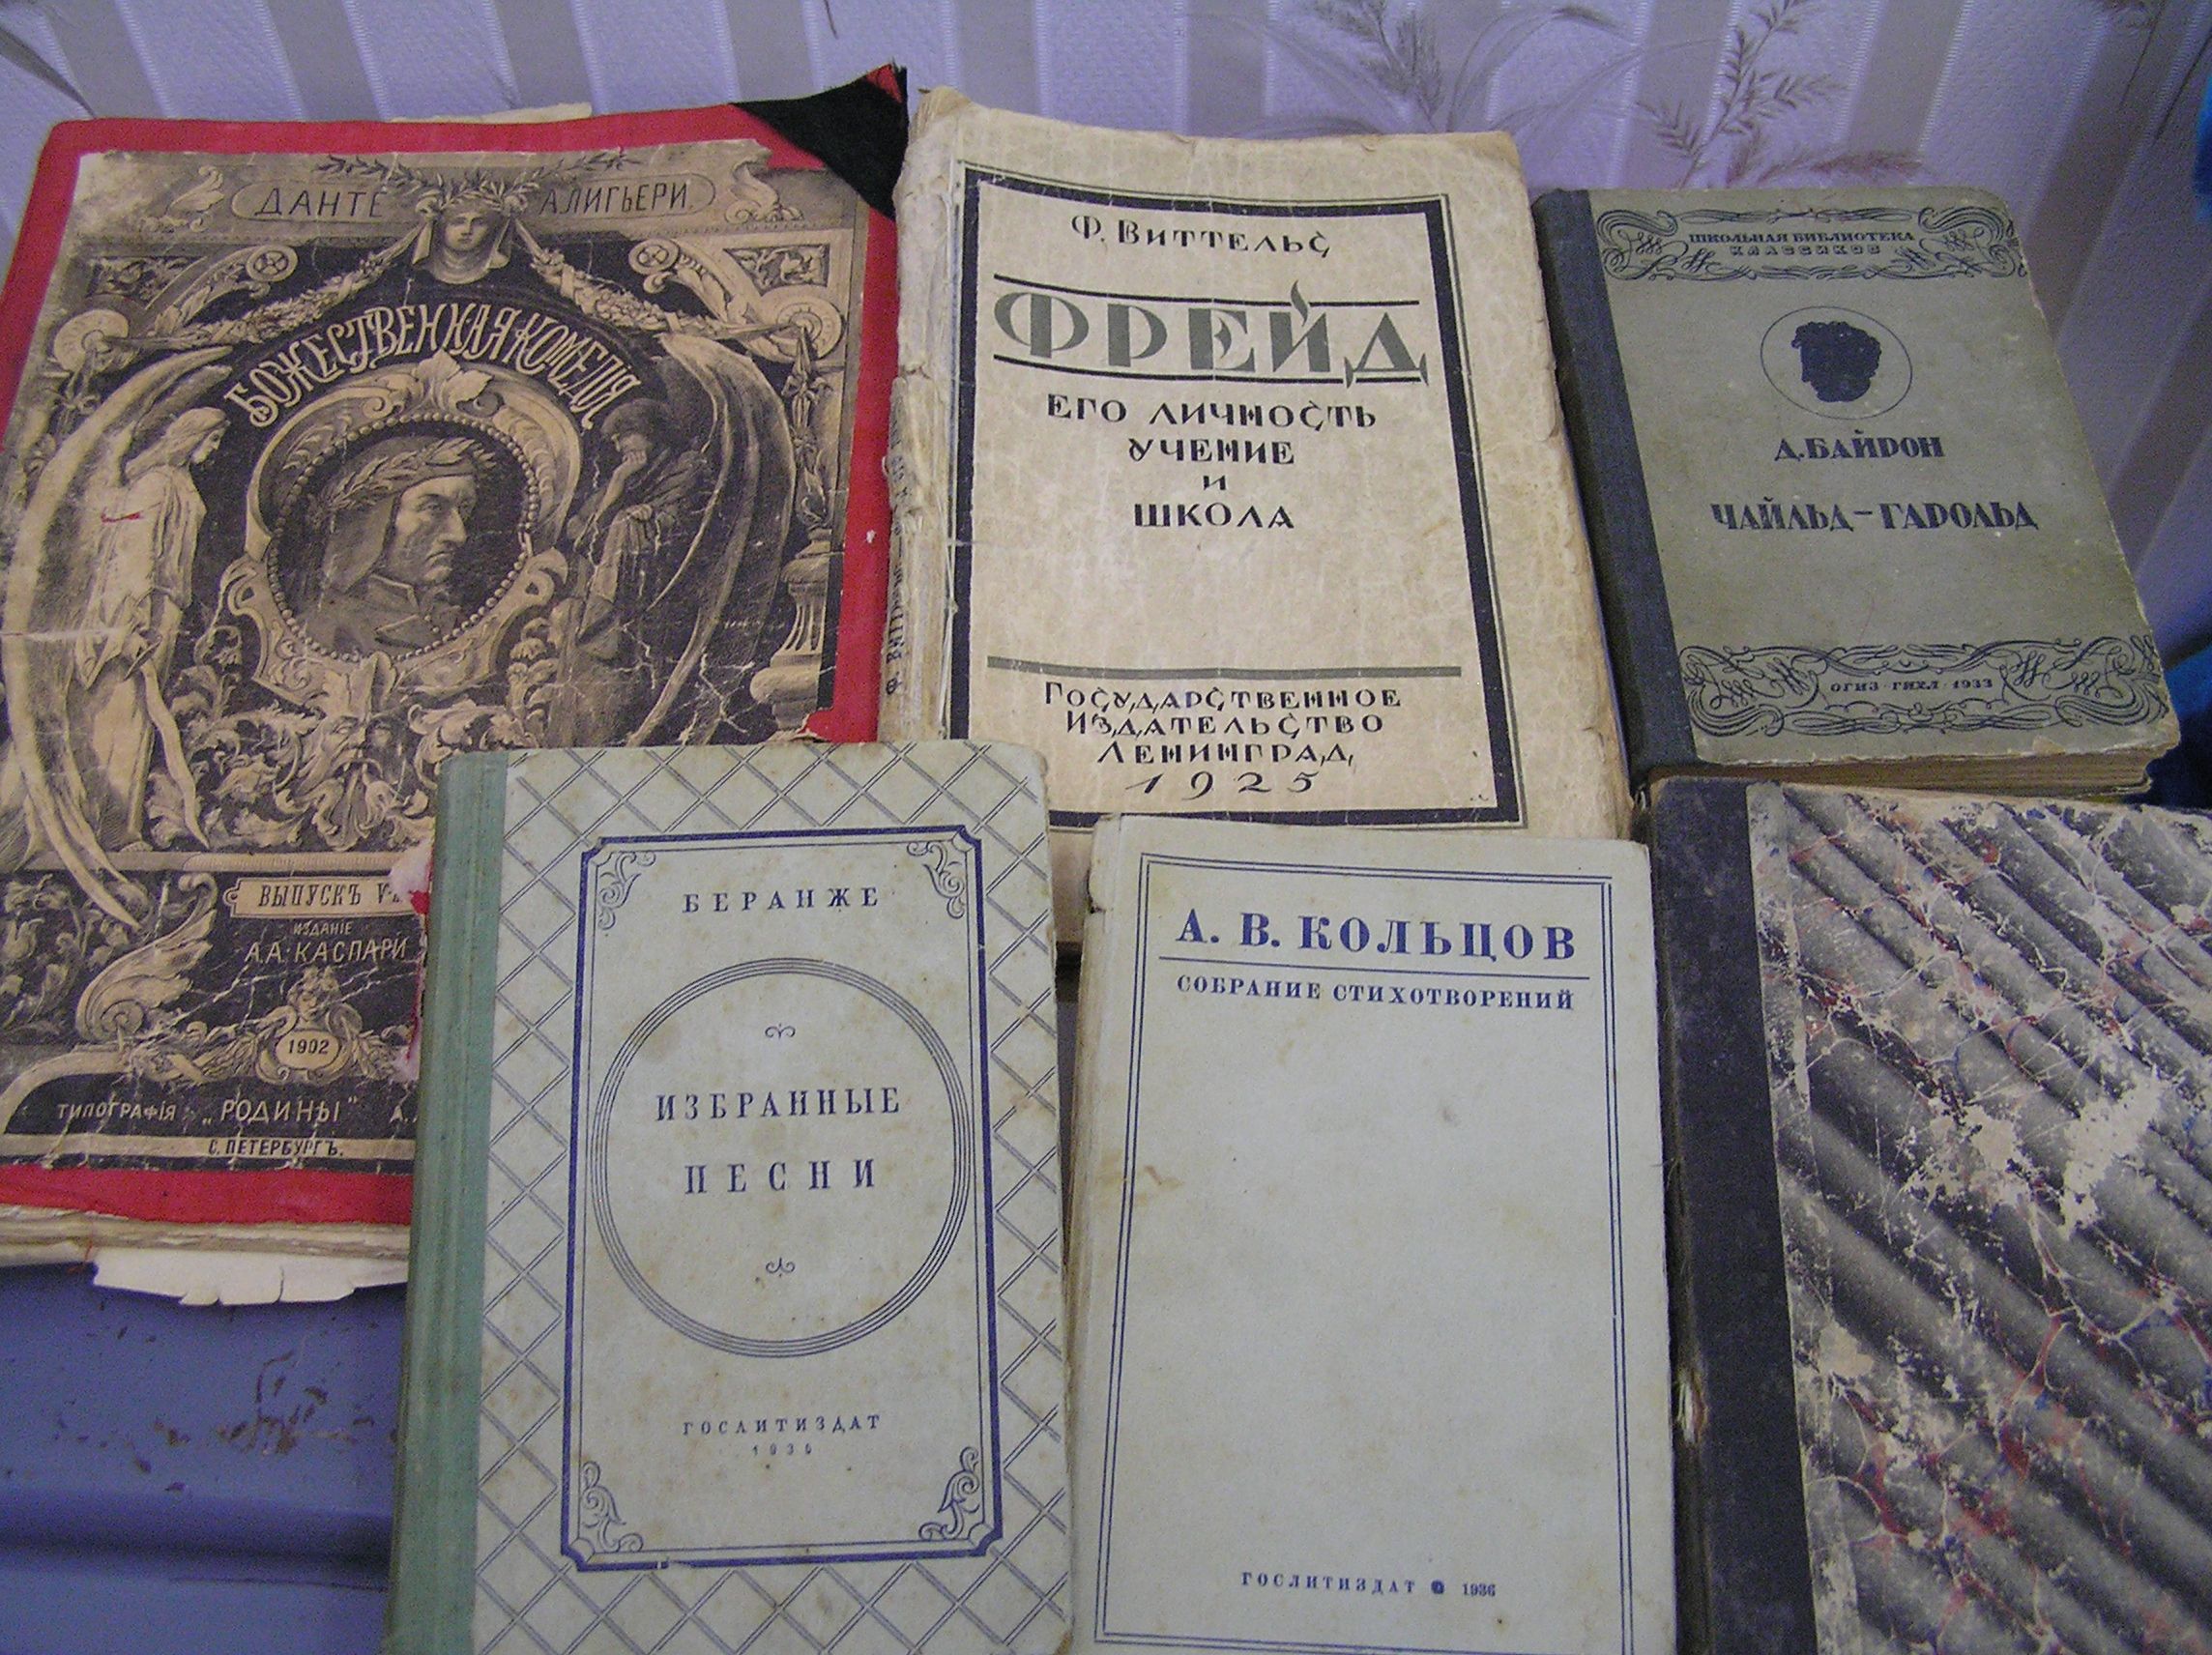 ДАНТЕ АЛИГЬЕРИ.
БОЖЕСТВЕННАЯ КОМЕДІЯ
ВЫПУСКЪ
ИЗДАНІЕ
А.А. КАСПАРИ
1902
ТИПОГРАФІЯ „РОДИНЫ" А.
С. ПЕТЕРБУРГЪ.
Ф. ВИТТЕЛЬС
ФРЕЙД
ЕГО ЛИЧНОСТЬ
УЧЕНИЕ
И
ШКОЛА
ГОСУДАРСТВЕННОЕ
ИЗДАТЕЛЬСТВО
ЛЕНИНГРАД
1925
ШКОЛЬНАЯ БИБЛИОТЕКА
КЛАССИКОВ
Д. БАЙРОН
ЧАЙЛЬД-ГАРОЛЬД
ОГИЗ · ГИХЛ · 1933
БЕРАНЖЕ
ИЗБРАННЫЕ
ПЕСНИ
ГОСЛИТИЗДАТ
А. В. КОЛЬЦОВ
СОБРАНИЕ СТИХОТВОРЕНИЙ
ГОСЛИТИЗДАТ 1936